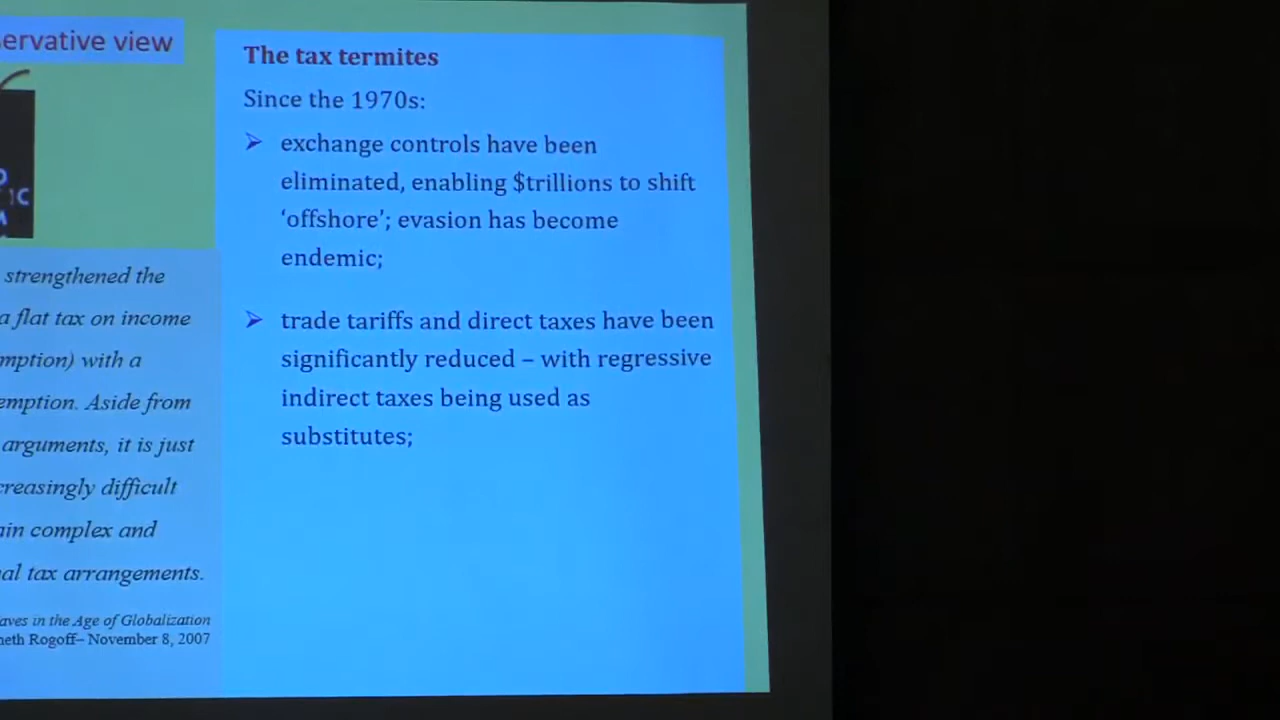 ervative view
IC
strengthened the
a flat tax on income
mption) with a
emption. Aside from
arguments, it is just
creasingly difficult
ain complex and
al tax arrangements.
aves in the Age of Globalization
neth Rogoff– November 8, 2007
The tax termites
Since the 1970s:
➢ exchange controls have been
eliminated, enabling $trillions to shift
‘offshore’; evasion has become
endemic;
➢ trade tariffs and direct taxes have been
significantly reduced – with regressive
indirect taxes being used as
substitutes;